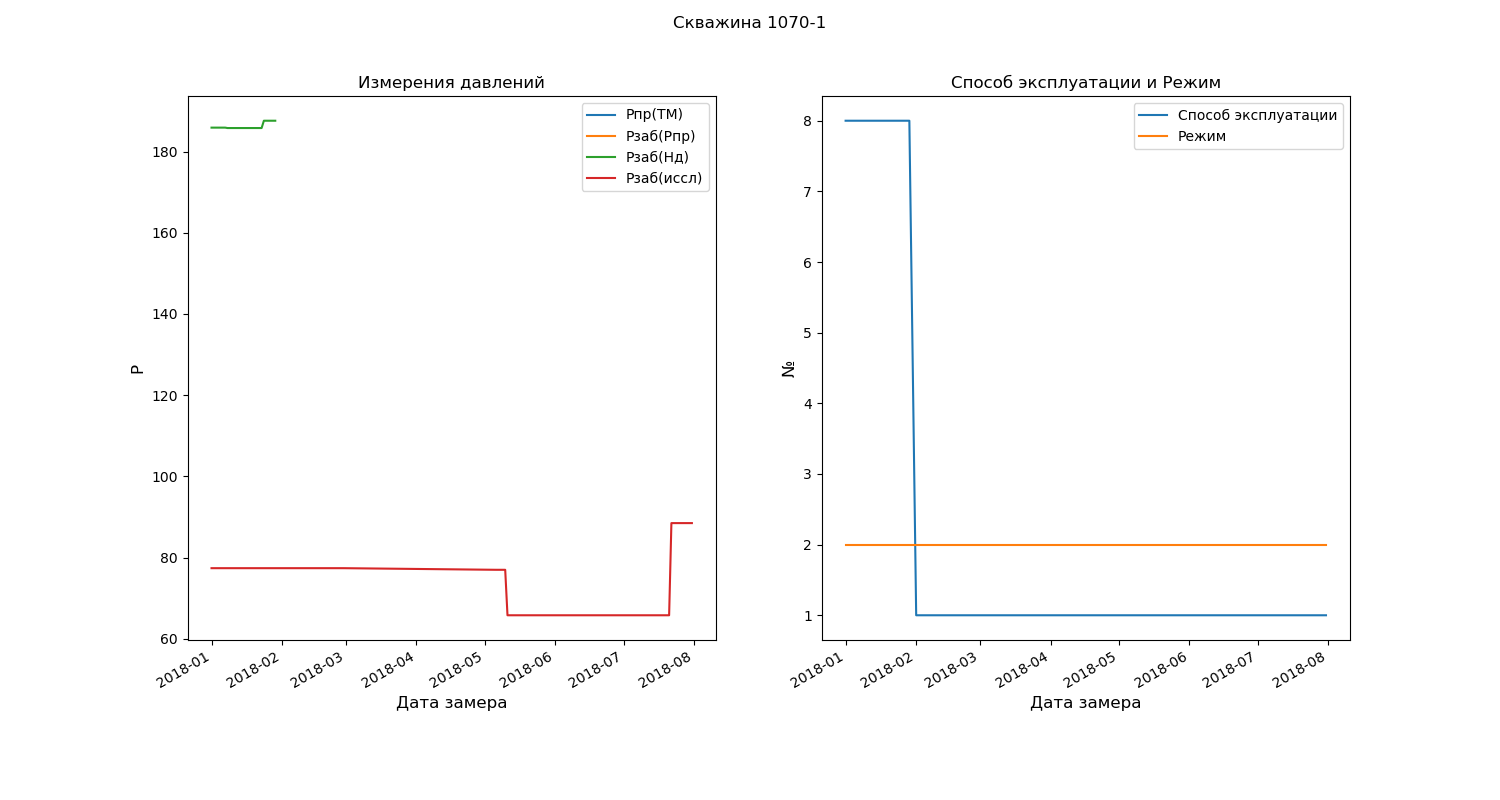 Скважина 1070-1
Измерения давлений
Рпр(ТМ)
Рзаб(Рпр)
Рзаб(Нд)
Рзаб(иссл)
180
160
140
120
100
80
60
Р
2018-01
2018-02
2018-03
2018-04
2018-05
2018-06
2018-07
2018-08
Дата замера
Способ эксплуатации и Режим
Способ эксплуатации
Режим
8
7
6
5
4
3
2
1
№
2018-01
2018-02
2018-03
2018-04
2018-05
2018-06
2018-07
2018-08
Дата замера